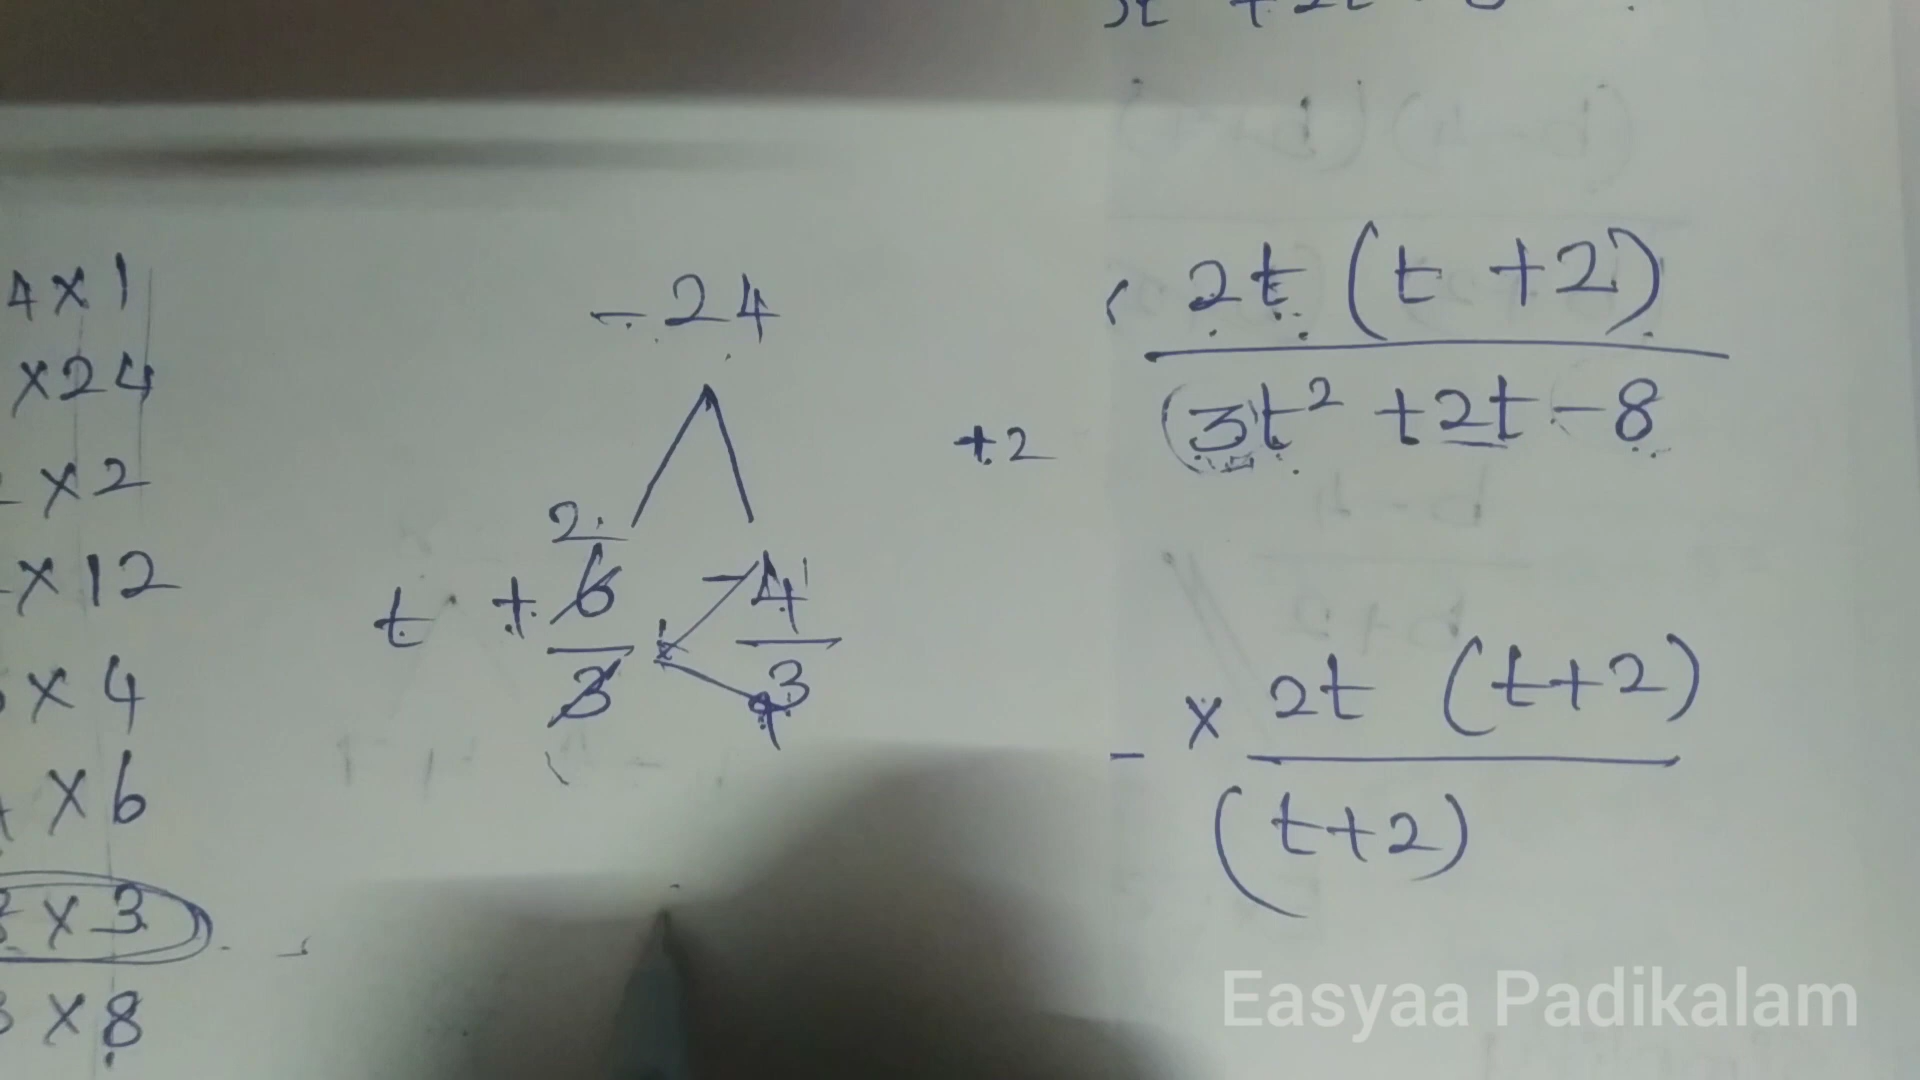 4 x 1
x 24
x 2
x 12
x 4
x 6
x 3
x 8
- 24
+2
2
t + 6/3
- 4/3
2t (t +2)
3t² +2t - 8
x 2t (t+2)
(t+2)
Easyaa Padikalam